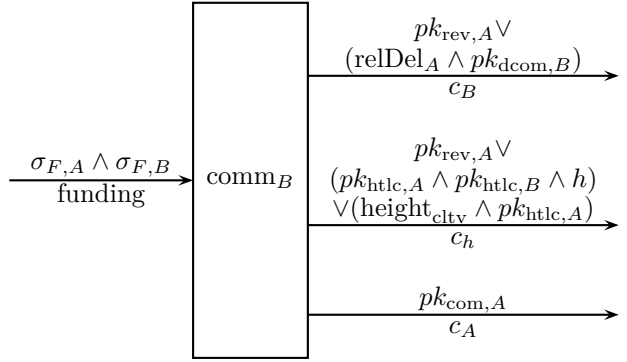 σ_{F,A} ∧ σ_{F,B}
funding
comm_B
pk_{rev,A}∨
(relDel_A ∧ pk_{dcom,B})
c_B
pk_{rev,A}∨
(pk_{htlc,A} ∧ pk_{htlc,B} ∧ h)
∨(height_{cltv} ∧ pk_{htlc,A})
c_h
pk_{com,A}
c_A